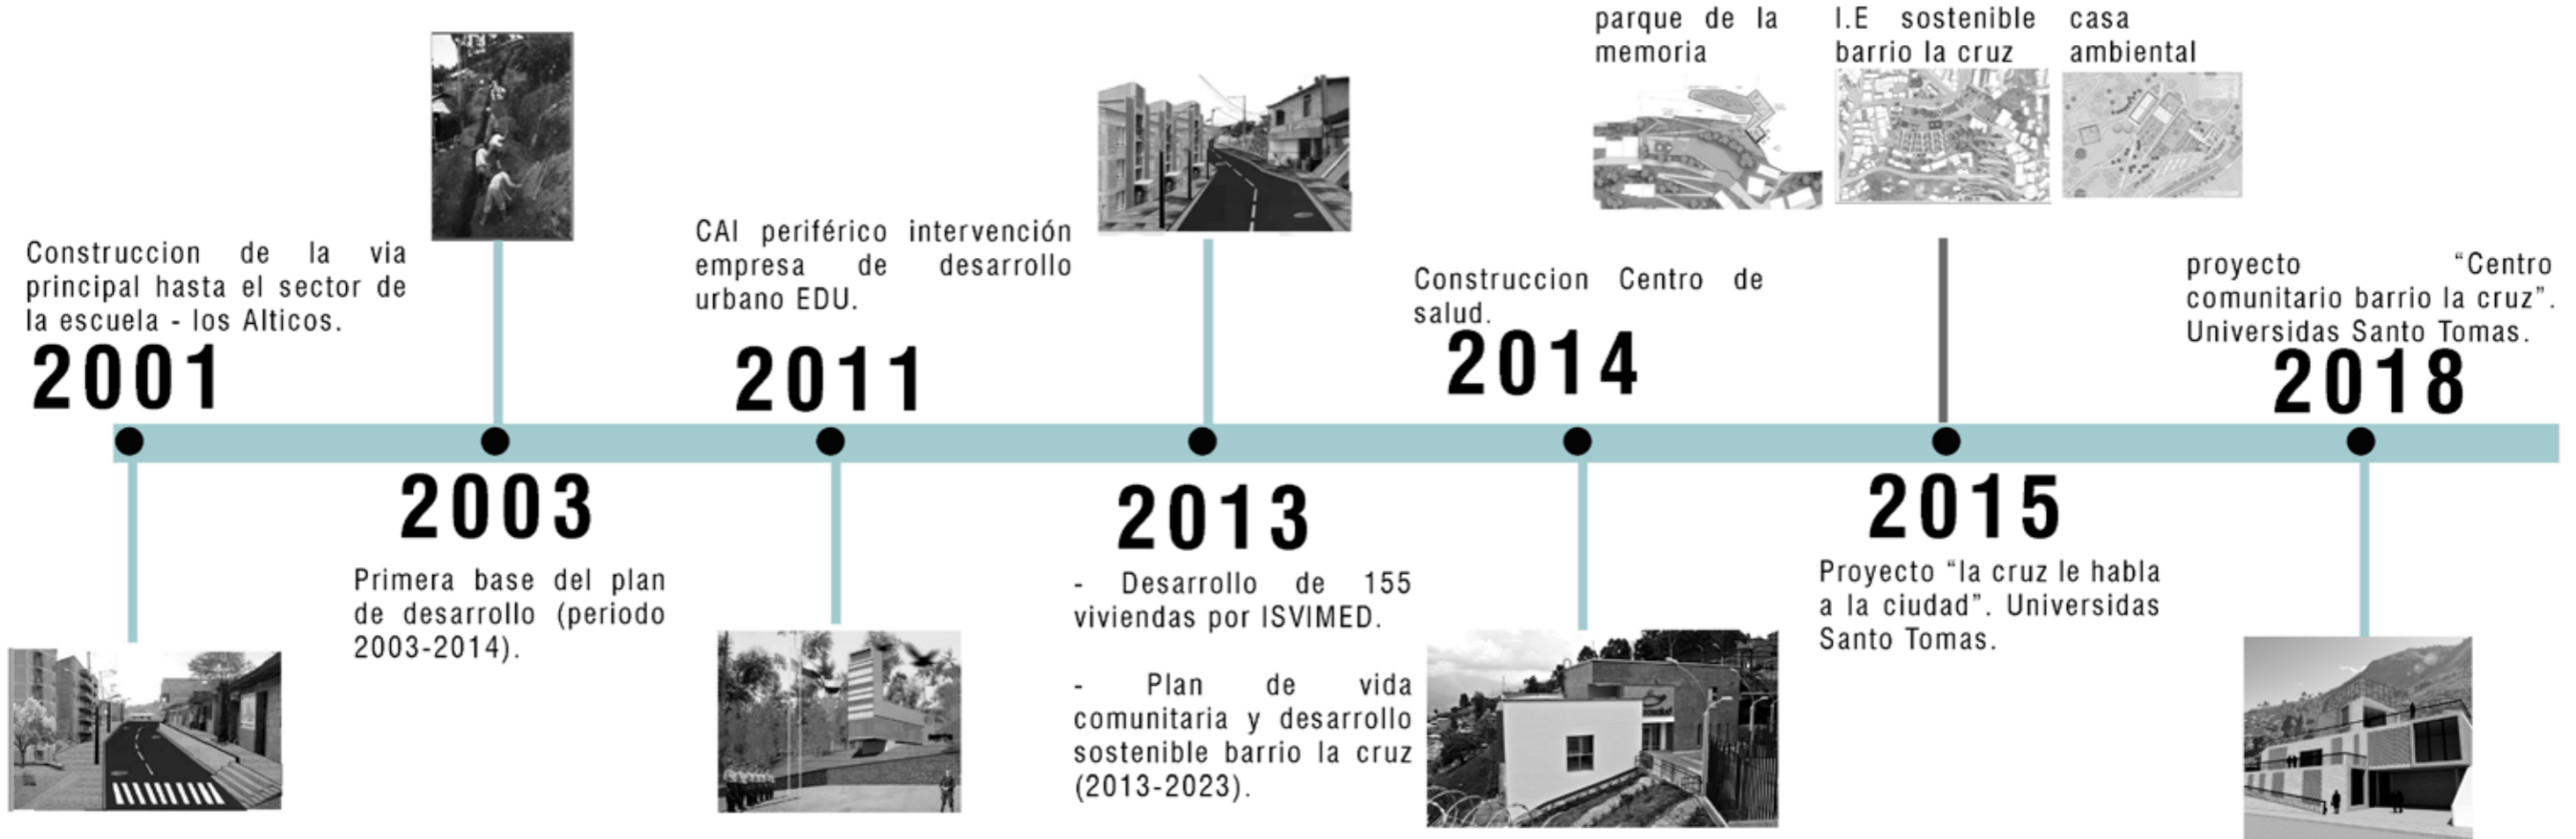 Construccion de la via
principal hasta el sector de
la escuela - los Alticos.
2001
2003
Primera base del plan
de desarrollo (periodo
2003-2014).
CAI periférico intervención
empresa de desarrollo
urbano EDU.
2011
2013
- Desarrollo de 155
viviendas por ISVIMED.
- Plan de vida
comunitaria y desarrollo
sostenible barrio la cruz
(2013-2023).
Construccion Centro de
salud.
2014
parque de la
memoria
I.E sostenible
barrio la cruz
casa
ambiental
2015
Proyecto “la cruz le habla
a la ciudad”. Universidas
Santo Tomas.
proyecto “Centro
comunitario barrio la cruz”.
Universidas Santo Tomas.
2018